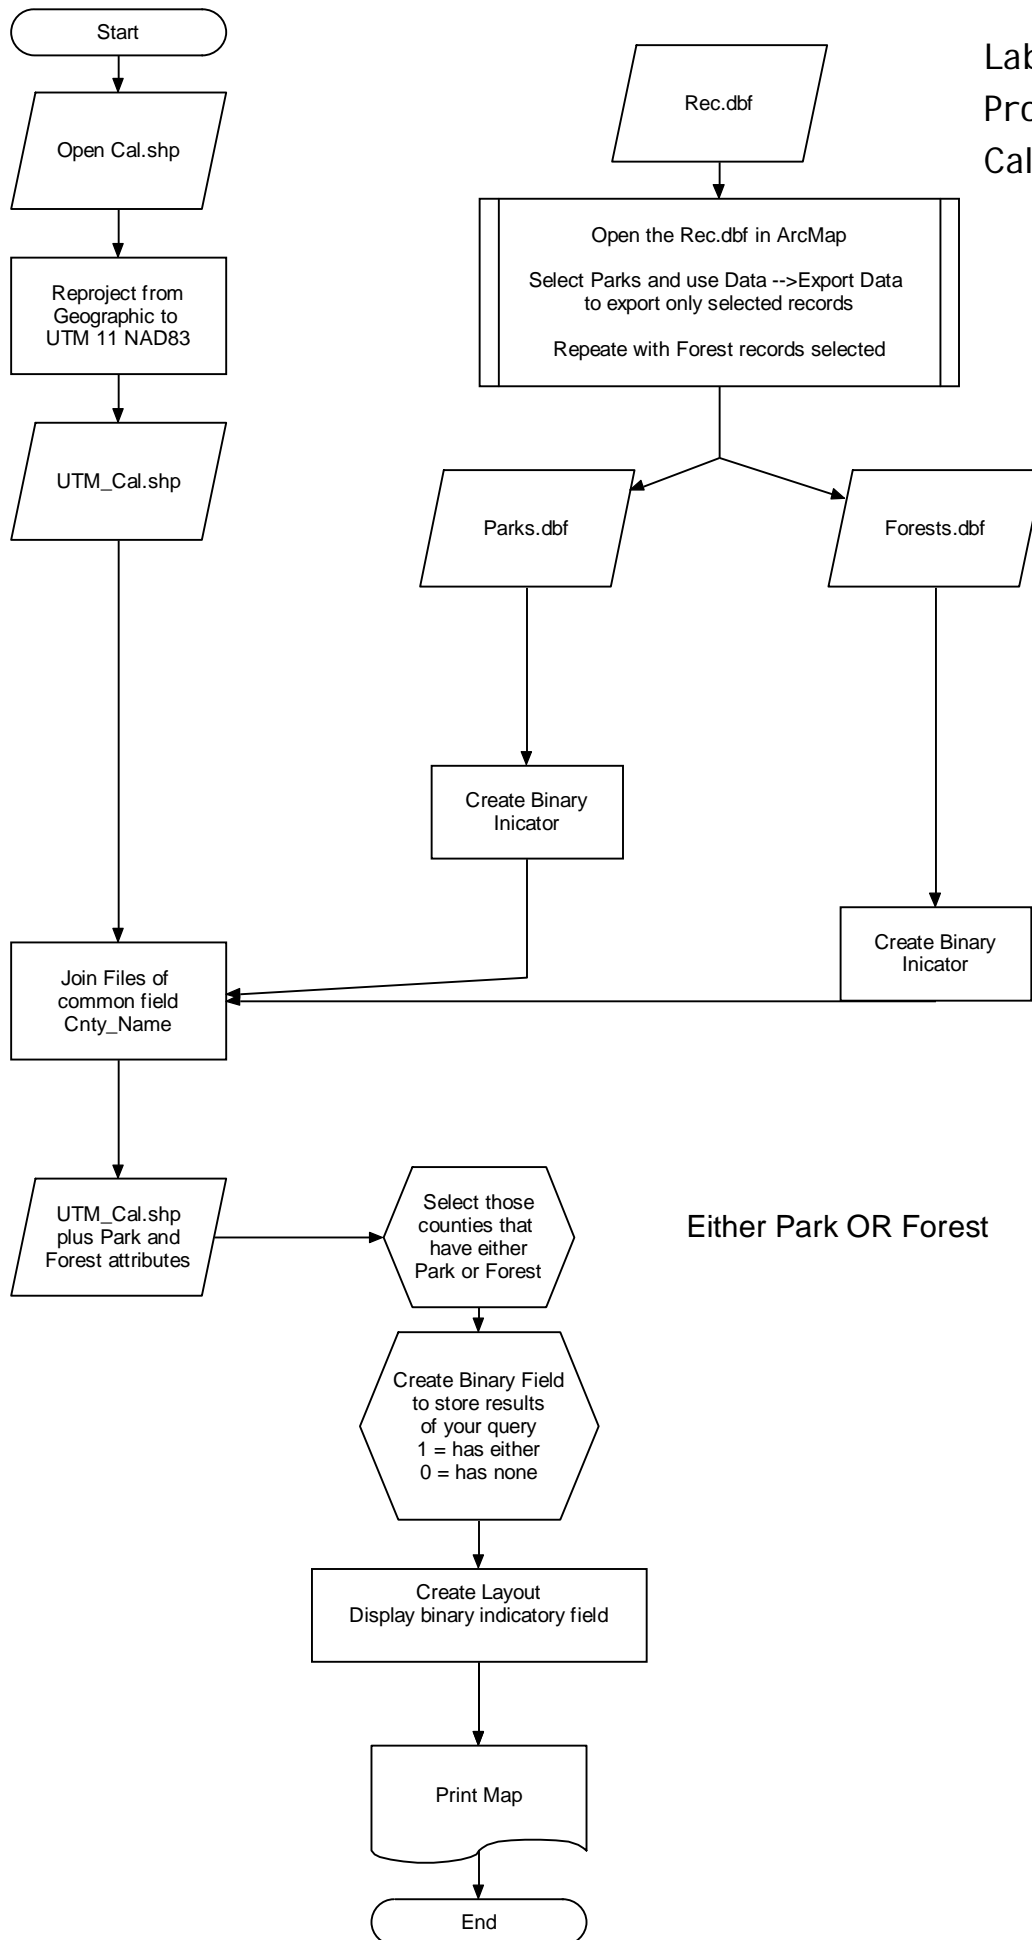 Start
Open Cal.shp
Reproject from
Geographic to
UTM 11 NAD83
UTM_Cal.shp
Rec.dbf
Open the Rec.dbf in ArcMap
Select Parks and use Data -->Export Data
to export only selected records
Repeate with Forest records selected
Parks.dbf
Forests.dbf
Create Binary
Inicator
Create Binary
Inicator
Join Files of
common field
Cnty_Name
UTM_Cal.shp
plus Park and
Forest attributes
Select those
counties that
have either
Park or Forest
Either Park OR Forest
Create Binary Field
to store results
of your query
1 = has either
0 = has none
Create Layout
Display binary indicatory field
Print Map
End